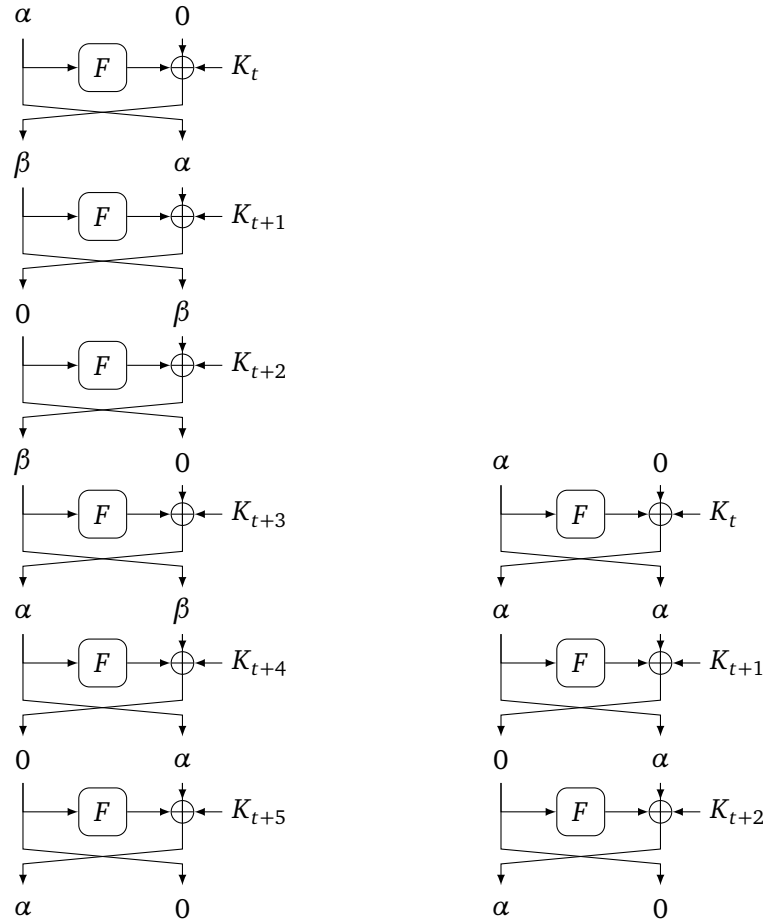 α 0
F K_t
β α
F K_{t+1}
0 β
F K_{t+2}
β 0
F K_{t+3}
α β
F K_{t+4}
0 α
F K_{t+5}
α 0
α 0
F K_t
α α
F K_{t+1}
0 α
F K_{t+2}
α 0